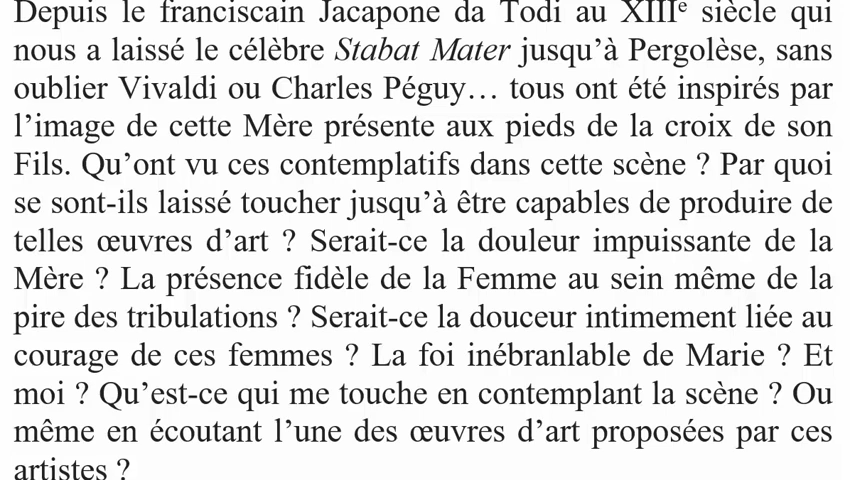 Depuis le franciscain Jacapone da Todi au XIIIᵉ siècle qui
nous a laissé le célèbre Stabat Mater jusqu’à Pergolèse, sans
oublier Vivaldi ou Charles Péguy… tous ont été inspirés par
l’image de cette Mère présente aux pieds de la croix de son
Fils. Qu’ont vu ces contemplatifs dans cette scène ? Par quoi
se sont-ils laissé toucher jusqu’à être capables de produire de
telles œuvres d’art ? Serait-ce la douleur impuissante de la
Mère ? La présence fidèle de la Femme au sein même de la
pire des tribulations ? Serait-ce la douceur intimement liée au
courage de ces femmes ? La foi inébranlable de Marie ? Et
moi ? Qu’est-ce qui me touche en contemplant la scène ? Ou
même en écoutant l’une des œuvres d’art proposées par ces
artistes ?